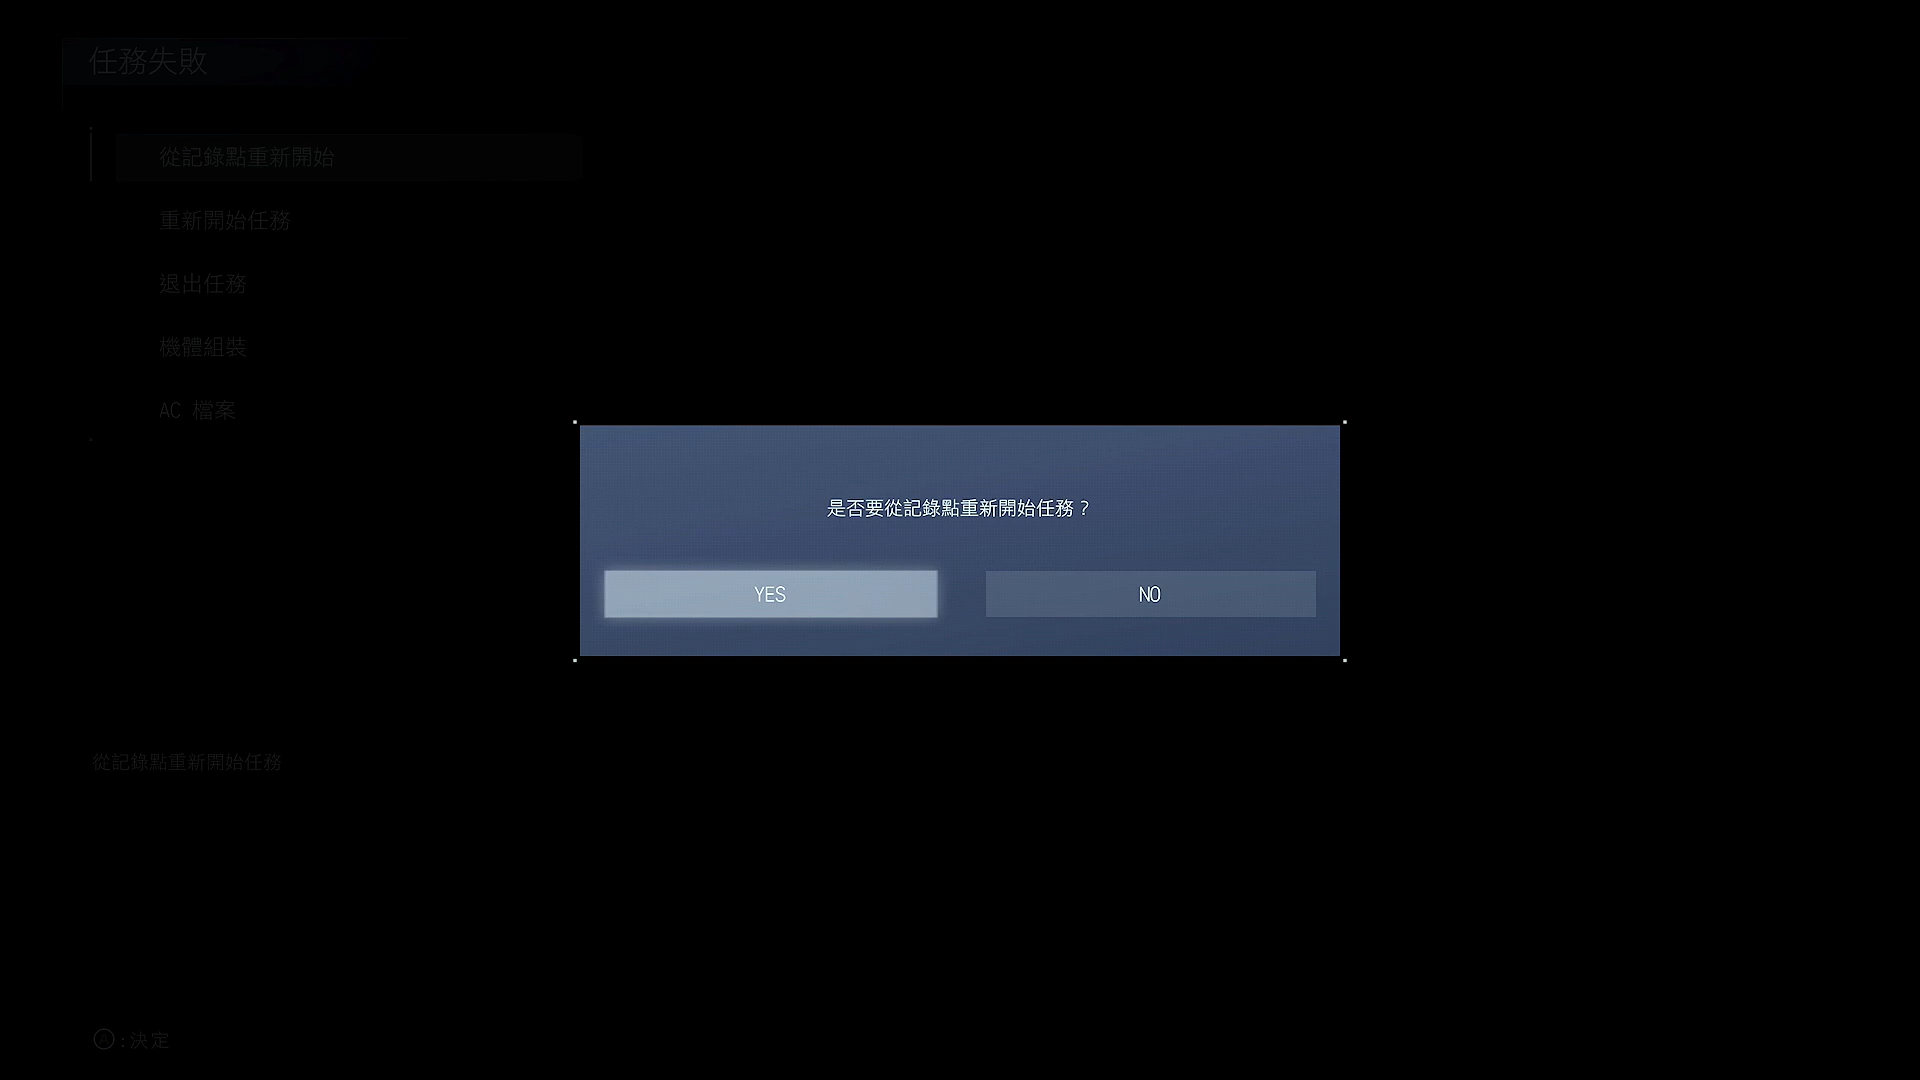 任務失敗
從記錄點重新開始
重新開始任務
退出任務
機體組裝
AC 檔案
是否要從記錄點重新開始任務？
YES
NO
從記錄點重新開始任務
A:決定